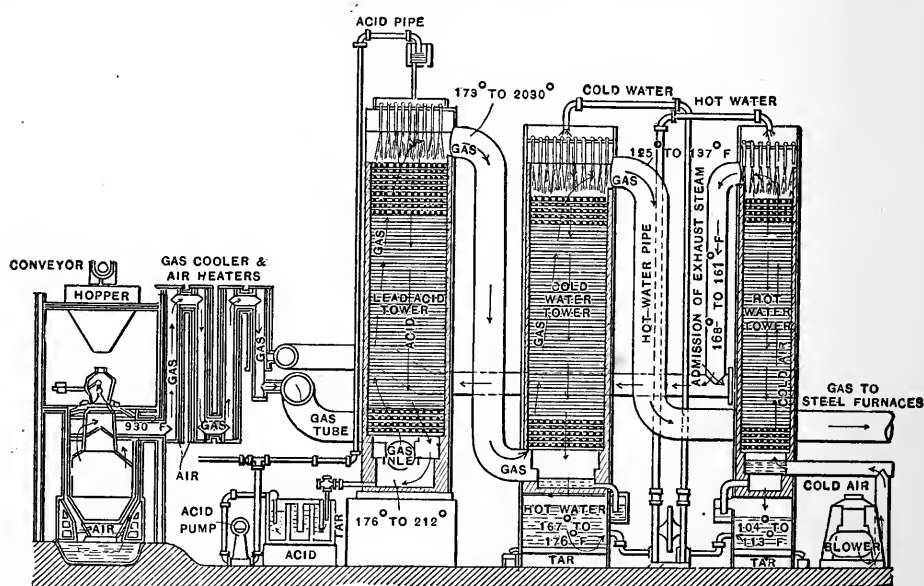 ACID PIPE
173° TO 2030°
COLD WATER
HOT WATER
GAS
125° TO 137° F
GAS
CONVEYOR
HOPPER
GAS COOLER &
AIR HEATERS
GAS
GAS
930 F
GAS
AIR
AIR
GAS
LEAD ACID
TOWER
ACID
GAS
INLET
GAS
TUBE
176° TO 212°
ACID
PUMP
ACID
TAR
COLD
WATER
TOWER
GAS
GAS
HOT WATER
167° TO
176° F
TAR
HOT WATER PIPE
ADMISSION OF EXHAUST STEAM
168° TO 161° F
HOT
WATER
TOWER
COLD AIR
GAS TO
STEEL FURNACES
COLD AIR
BLOWER
104° TO
113° F
TAR